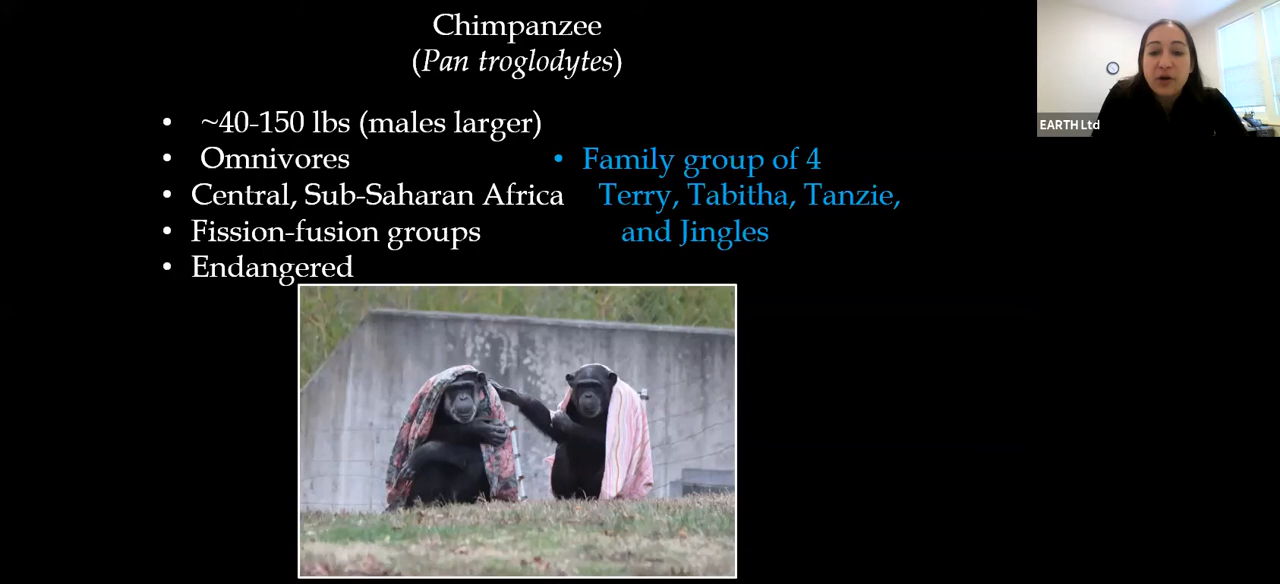 Chimpanzee
(Pan troglodytes)
• ~40-150 lbs (males larger)
• Omnivores
• Central, Sub-Saharan Africa
• Fission-fusion groups
• Endangered
• Family group of 4
Terry, Tabitha, Tanzie,
and Jingles
EARTH Ltd